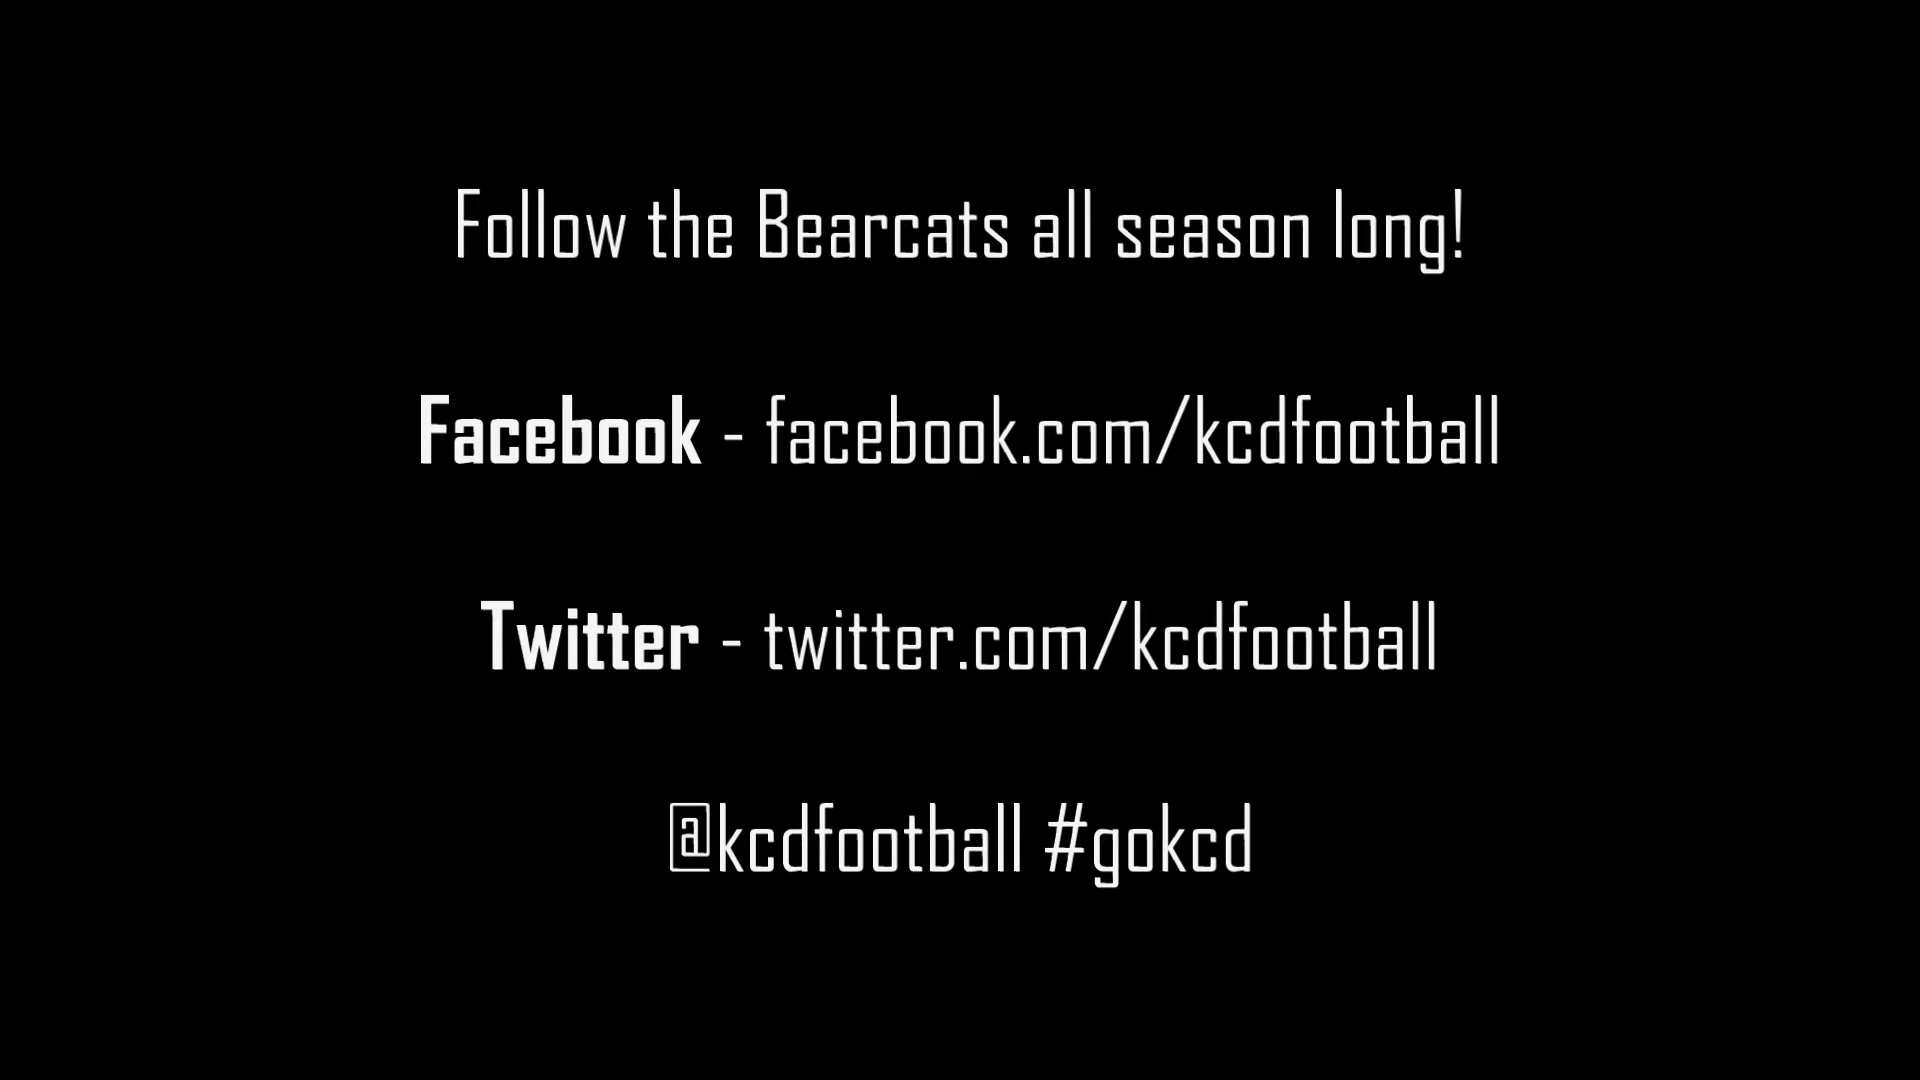 Follow the Bearcats all season long!
Facebook - facebook.com/kcdfootball
Twitter - twitter.com/kcdfootball
@kcdfootball #gokcd